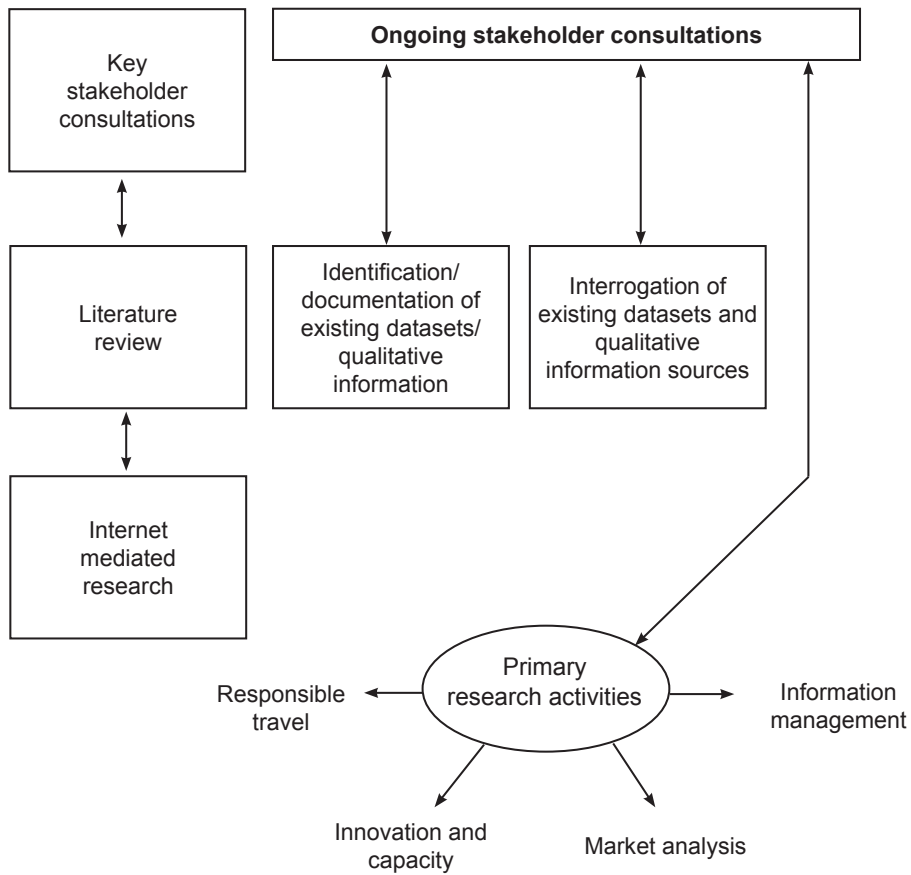 Key
stakeholder
consultations
Ongoing stakeholder consultations
Literature
review
Identification/
documentation of
existing datasets/
qualitative
information
Interrogation of
existing datasets and
qualitative
information sources
Internet
mediated
research
Primary
research activities
Responsible
travel
Information
management
Innovation and
capacity
Market analysis